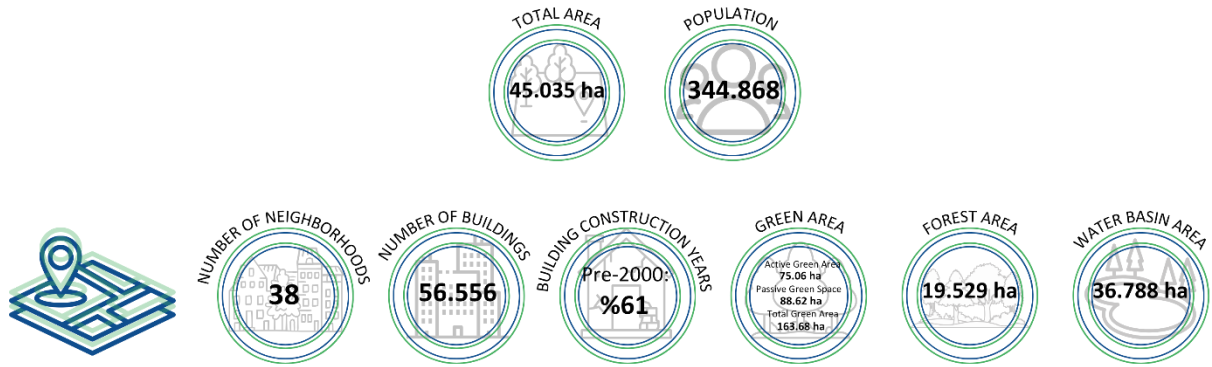 TOTAL AREA
45.035 ha
POPULATION
344.868
NUMBER OF NEIGHBORHOODS
38
NUMBER OF BUILDINGS
56.556
BUILDING CONSTRUCTION YEARS
Pre-2000:
%61
GREEN AREA
Active Green Area
75.06 ha
Passive Green Space
88.62 ha
Total Green Area
163.68 ha
FOREST AREA
19.529 ha
WATER BASIN AREA
36.788 ha